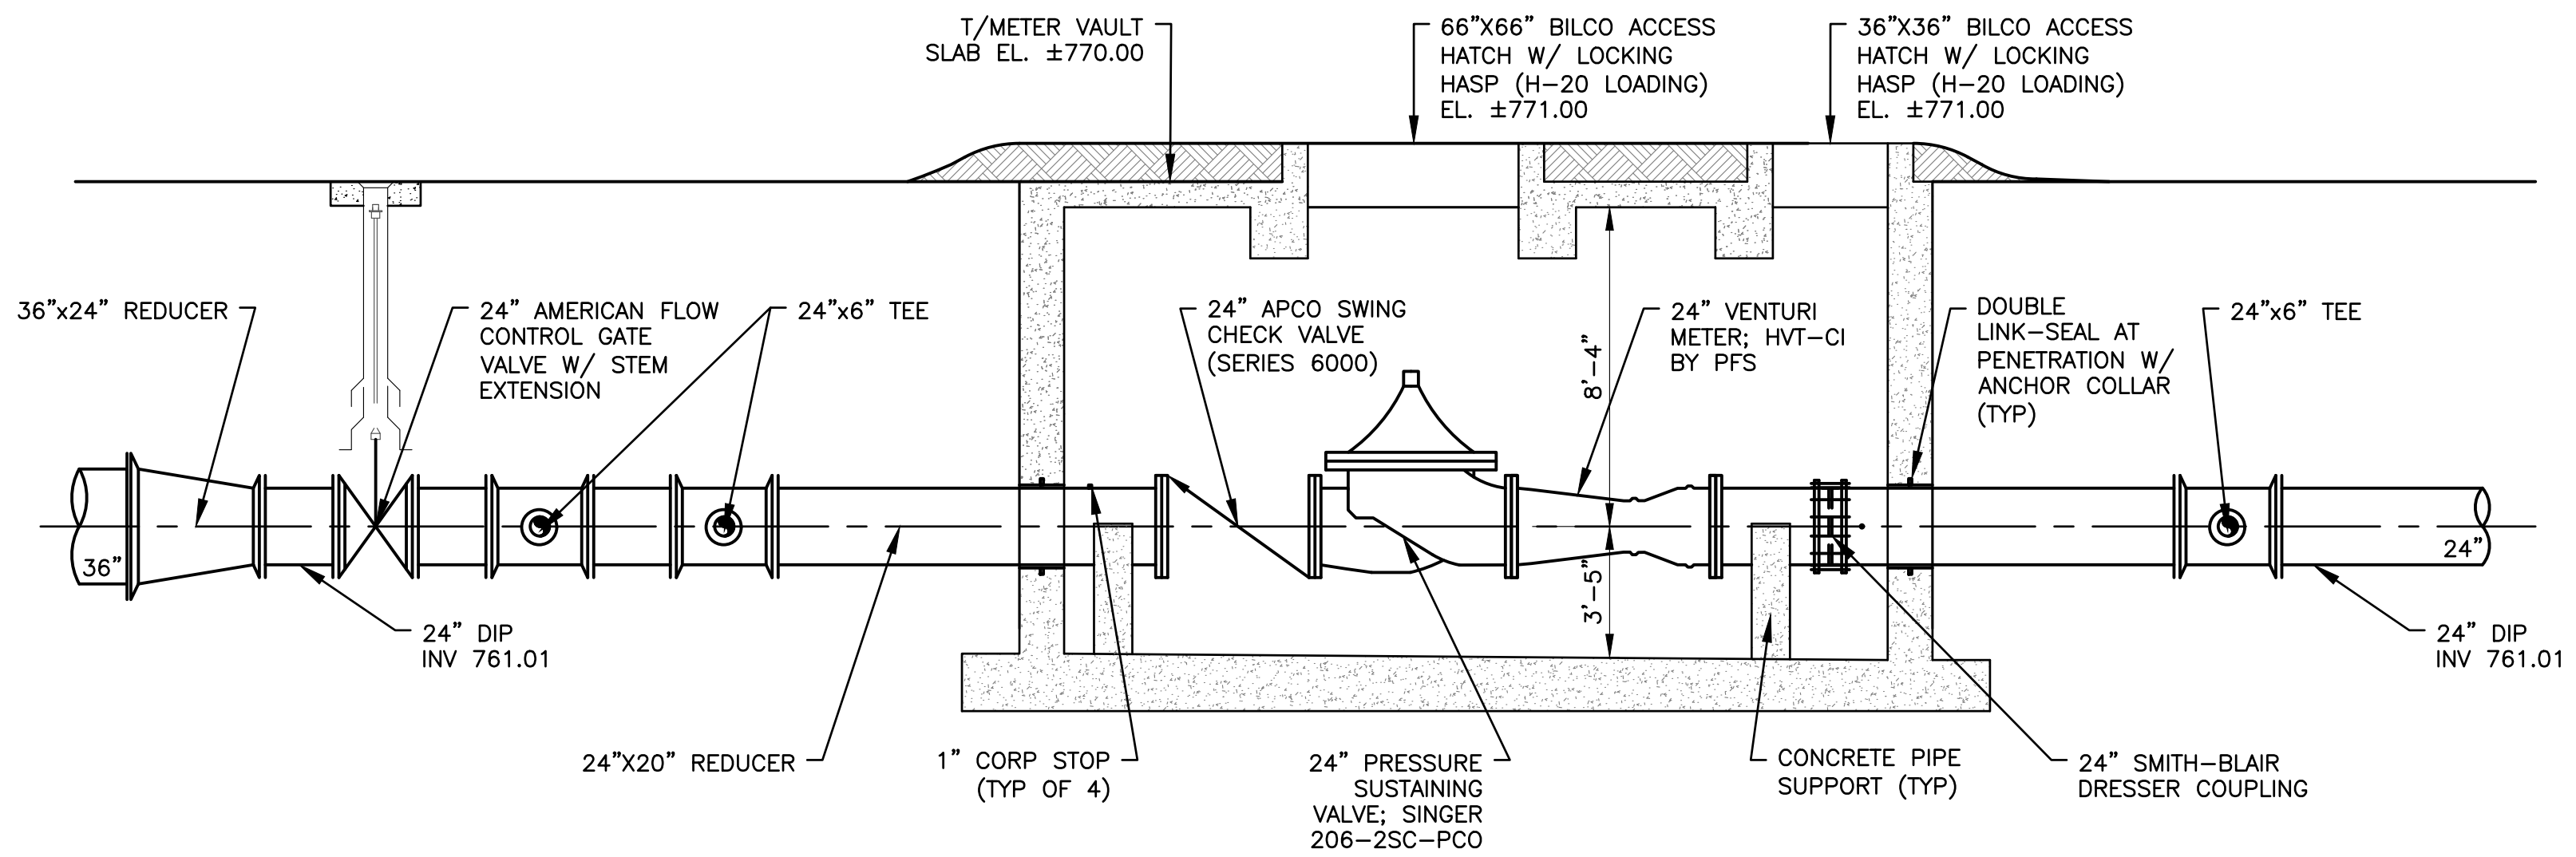 T/METER VAULT
SLAB EL. ±770.00
66"X66" BILCO ACCESS
HATCH W/ LOCKING
HASP (H-20 LOADING)
EL. ±771.00
36"X36" BILCO ACCESS
HATCH W/ LOCKING
HASP (H-20 LOADING)
EL. ±771.00
36"x24" REDUCER
24" AMERICAN FLOW
CONTROL GATE
VALVE W/ STEM
EXTENSION
24"x6" TEE
24" APCO SWING
CHECK VALVE
(SERIES 6000)
8'-4"
24" VENTURI
METER; HVT-CI
BY PFS
DOUBLE
LINK-SEAL AT
PENETRATION W/
ANCHOR COLLAR
(TYP)
24"x6" TEE
36"
24"
3'-5"
24" DIP
INV 761.01
24" DIP
INV 761.01
24"X20" REDUCER
1" CORP STOP
(TYP OF 4)
24" PRESSURE
SUSTAINING
VALVE; SINGER
206-2SC-PCO
CONCRETE PIPE
SUPPORT (TYP)
24" SMITH-BLAIR
DRESSER COUPLING